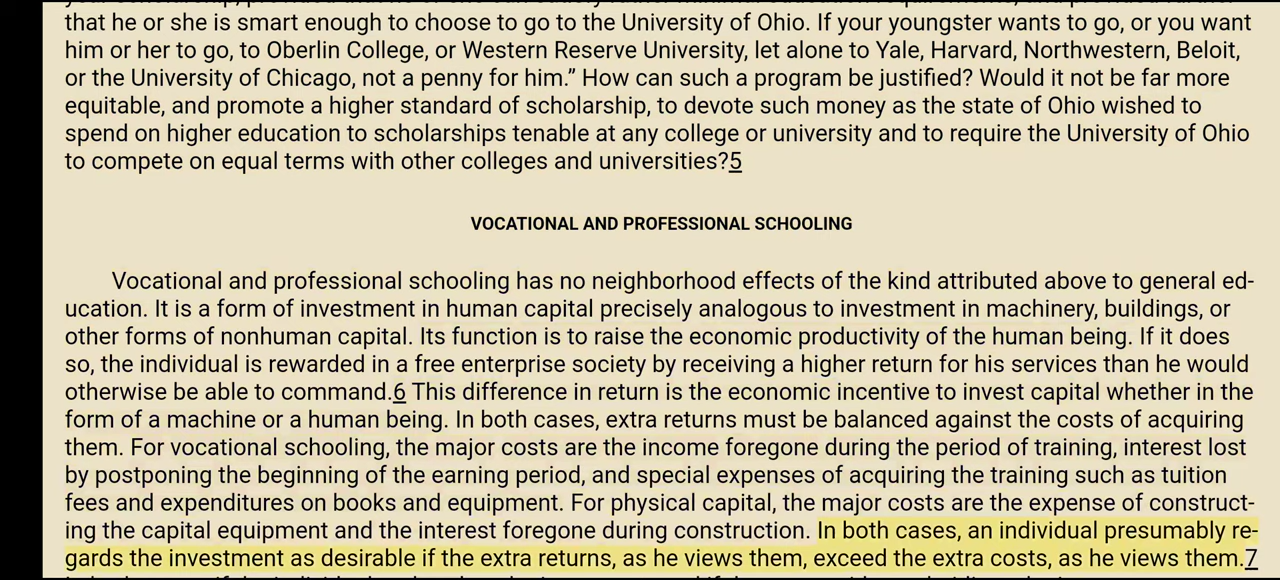 that he or she is smart enough to choose to go to the University of Ohio. If your youngster wants to go, or you want
him or her to go, to Oberlin College, or Western Reserve University, let alone to Yale, Harvard, Northwestern, Beloit,
or the University of Chicago, not a penny for him.” How can such a program be justified? Would it not be far more
equitable, and promote a higher standard of scholarship, to devote such money as the state of Ohio wished to
spend on higher education to scholarships tenable at any college or university and to require the University of Ohio
to compete on equal terms with other colleges and universities?5
VOCATIONAL AND PROFESSIONAL SCHOOLING
Vocational and professional schooling has no neighborhood effects of the kind attributed above to general ed-
ucation. It is a form of investment in human capital precisely analogous to investment in machinery, buildings, or
other forms of nonhuman capital. Its function is to raise the economic productivity of the human being. If it does
so, the individual is rewarded in a free enterprise society by receiving a higher return for his services than he would
otherwise be able to command.6 This difference in return is the economic incentive to invest capital whether in the
form of a machine or a human being. In both cases, extra returns must be balanced against the costs of acquiring
them. For vocational schooling, the major costs are the income foregone during the period of training, interest lost
by postponing the beginning of the earning period, and special expenses of acquiring the training such as tuition
fees and expenditures on books and equipment. For physical capital, the major costs are the expense of construct-
ing the capital equipment and the interest foregone during construction. In both cases, an individual presumably re-
gards the investment as desirable if the extra returns, as he views them, exceed the extra costs, as he views them.7